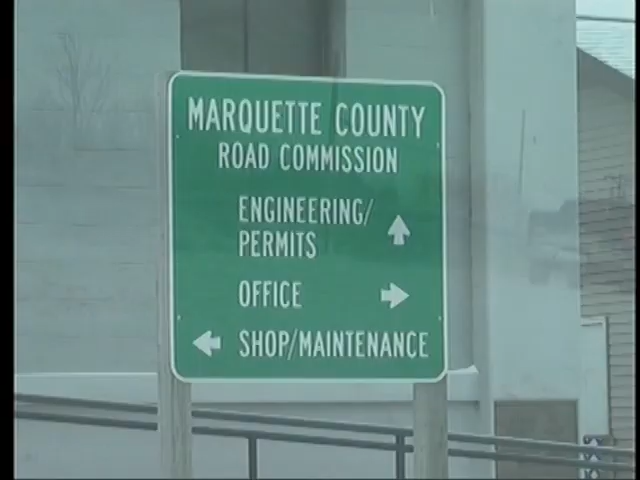 MARQUETTE COUNTY
ROAD COMMISSION
ENGINEERING/
PERMITS
OFFICE
SHOP/MAINTENANCE